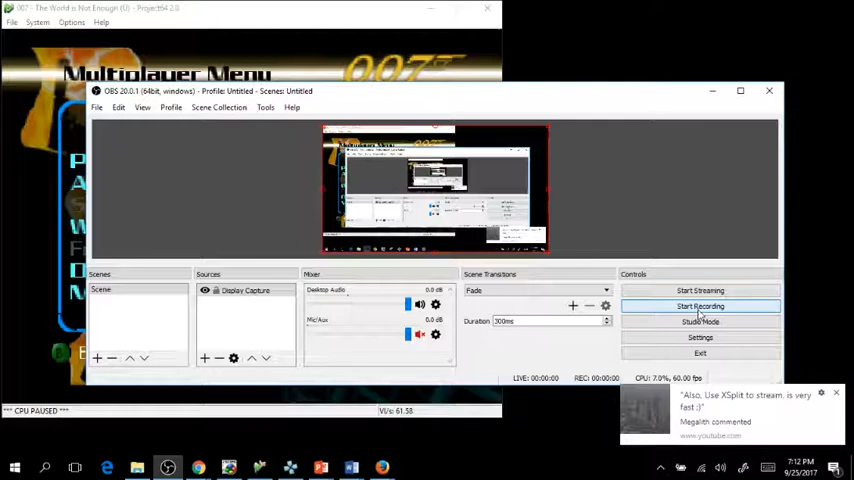 007 - The World is Not Enough (U) - Project64 2.0
File System Options Help
Multiplayer Menu
007
OBS 20.0.1 (64bit, windows) - Profile: Untitled - Scenes: Untitled
File Edit View Profile Scene Collection Tools Help
Scenes
Scene
Sources
Display Capture
Mixer
Desktop Audio 0.0 dB
Mic/Aux 0.0 dB
Scene Transitions
Fade
Duration 300ms
Controls
Start Streaming
Start Recording
Studio Mode
Settings
Exit
LIVE: 00:00:00 REC: 00:00:00 CPU: 7.0%, 60.00 fps
*** CPU PAUSED *** VI/s: 61.58
"Also, Use XSplit to stream, is very
fast ;)"
Megalith commented
www.youtube.com
7:12 PM
9/25/2017